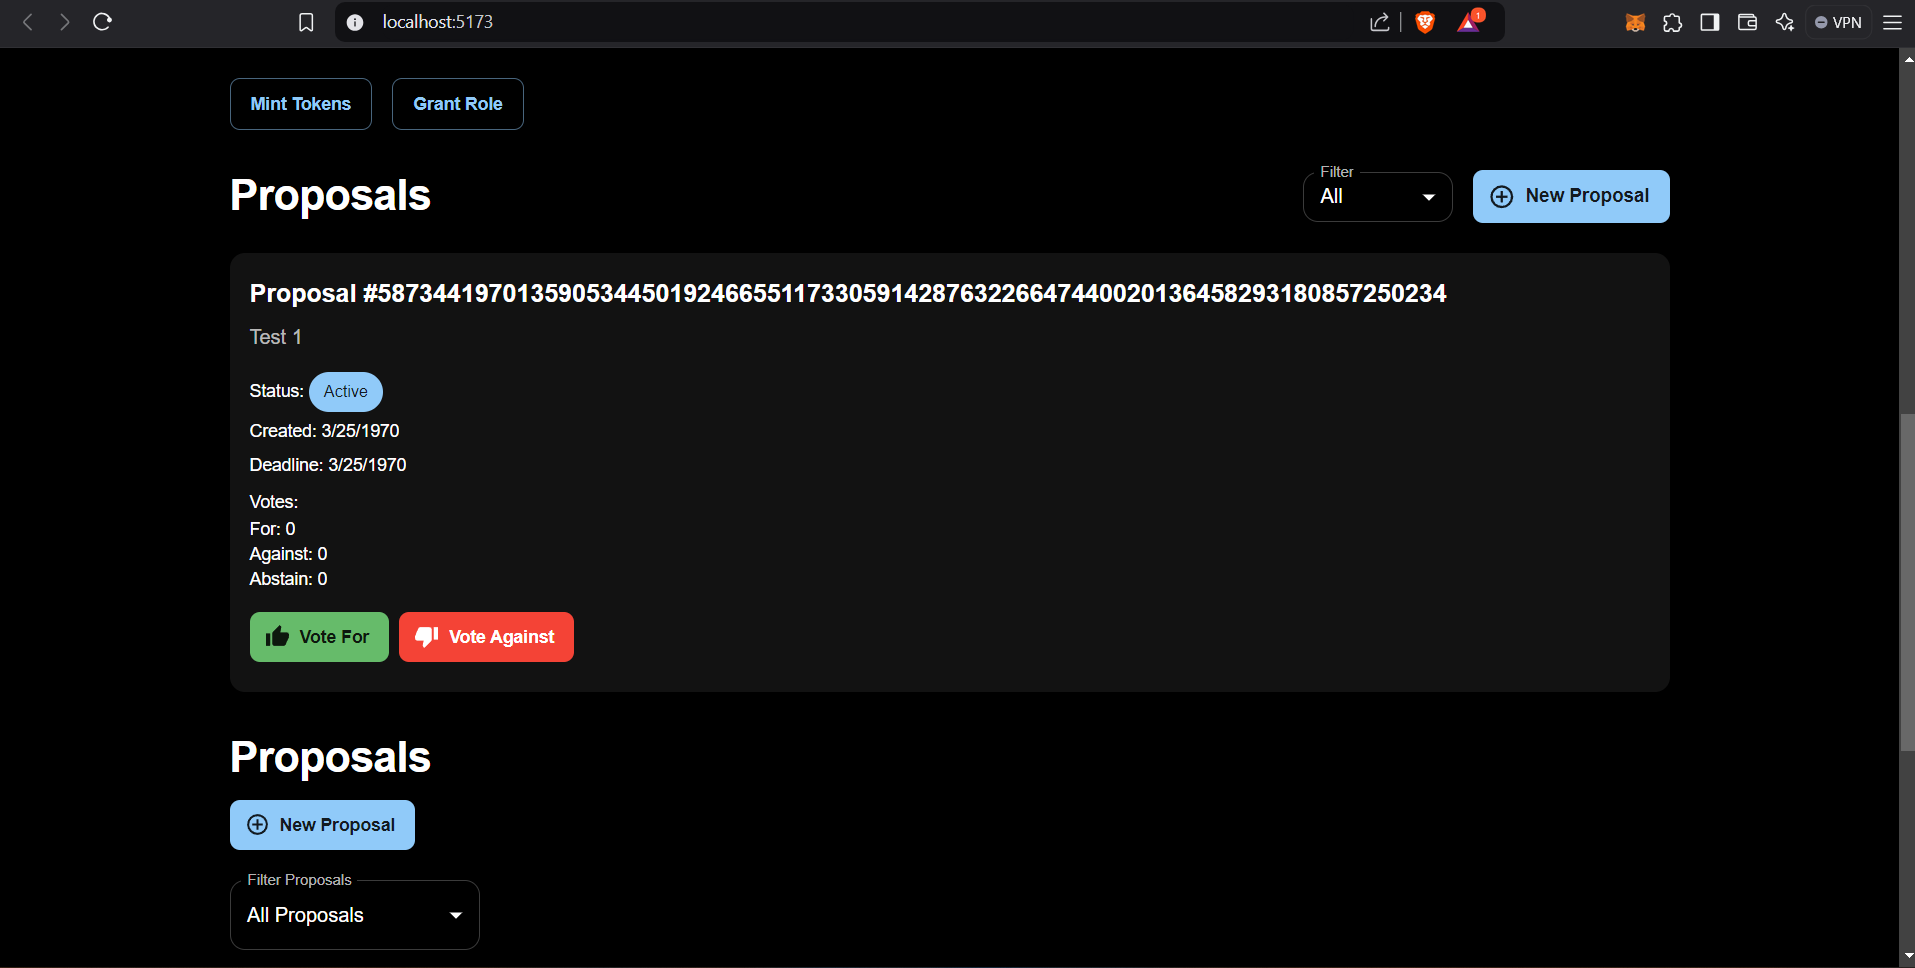 localhost:5173
1
VPN
Mint Tokens
Grant Role
Proposals
Filter
All
New Proposal
Proposal #58734419701359053445019246655117330591428763226647440020136458293180857250234
Test 1
Status: Active
Created: 3/25/1970
Deadline: 3/25/1970
Votes:
For: 0
Against: 0
Abstain: 0
Vote For
Vote Against
Proposals
New Proposal
Filter Proposals
All Proposals